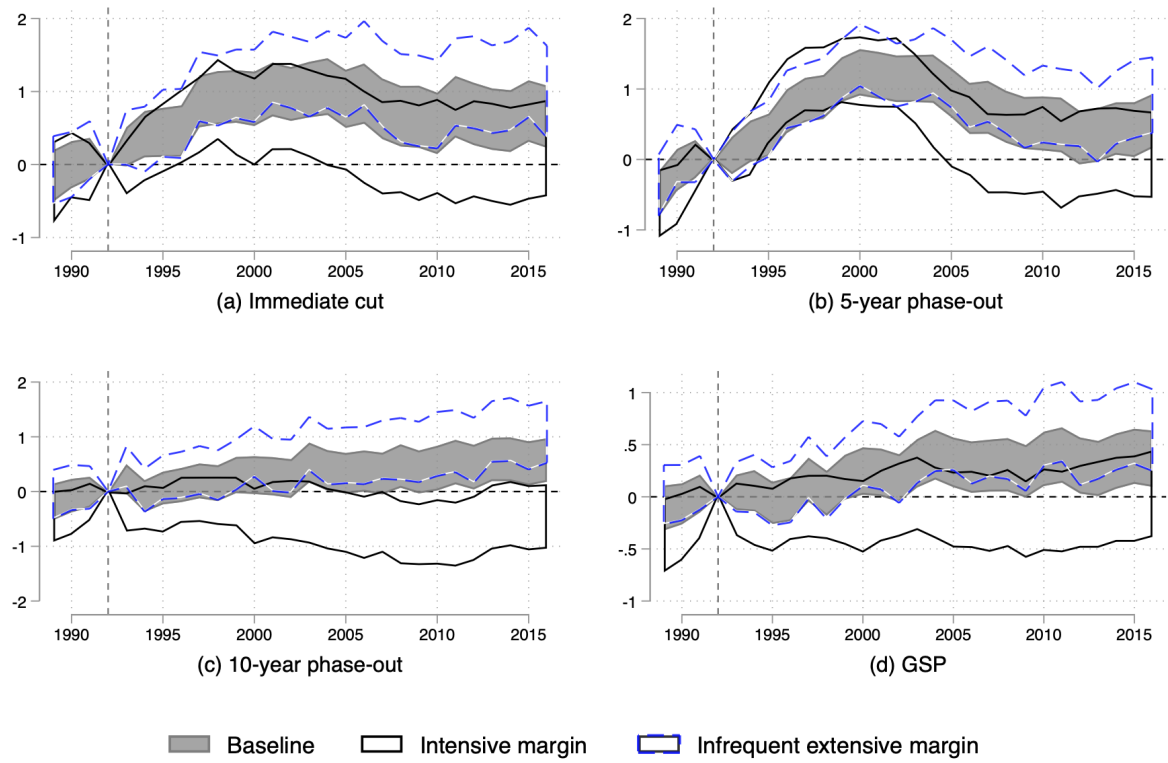 2
1
0
-1
1990 1995 2000 2005 2010 2015
(a) Immediate cut
2
1
0
-1
1990 1995 2000 2005 2010 2015
(b) 5-year phase-out
2
1
0
-1
-2
1990 1995 2000 2005 2010 2015
(c) 10-year phase-out
1
.5
0
-.5
-1
1990 1995 2000 2005 2010 2015
(d) GSP
Baseline Intensive margin Infrequent extensive margin